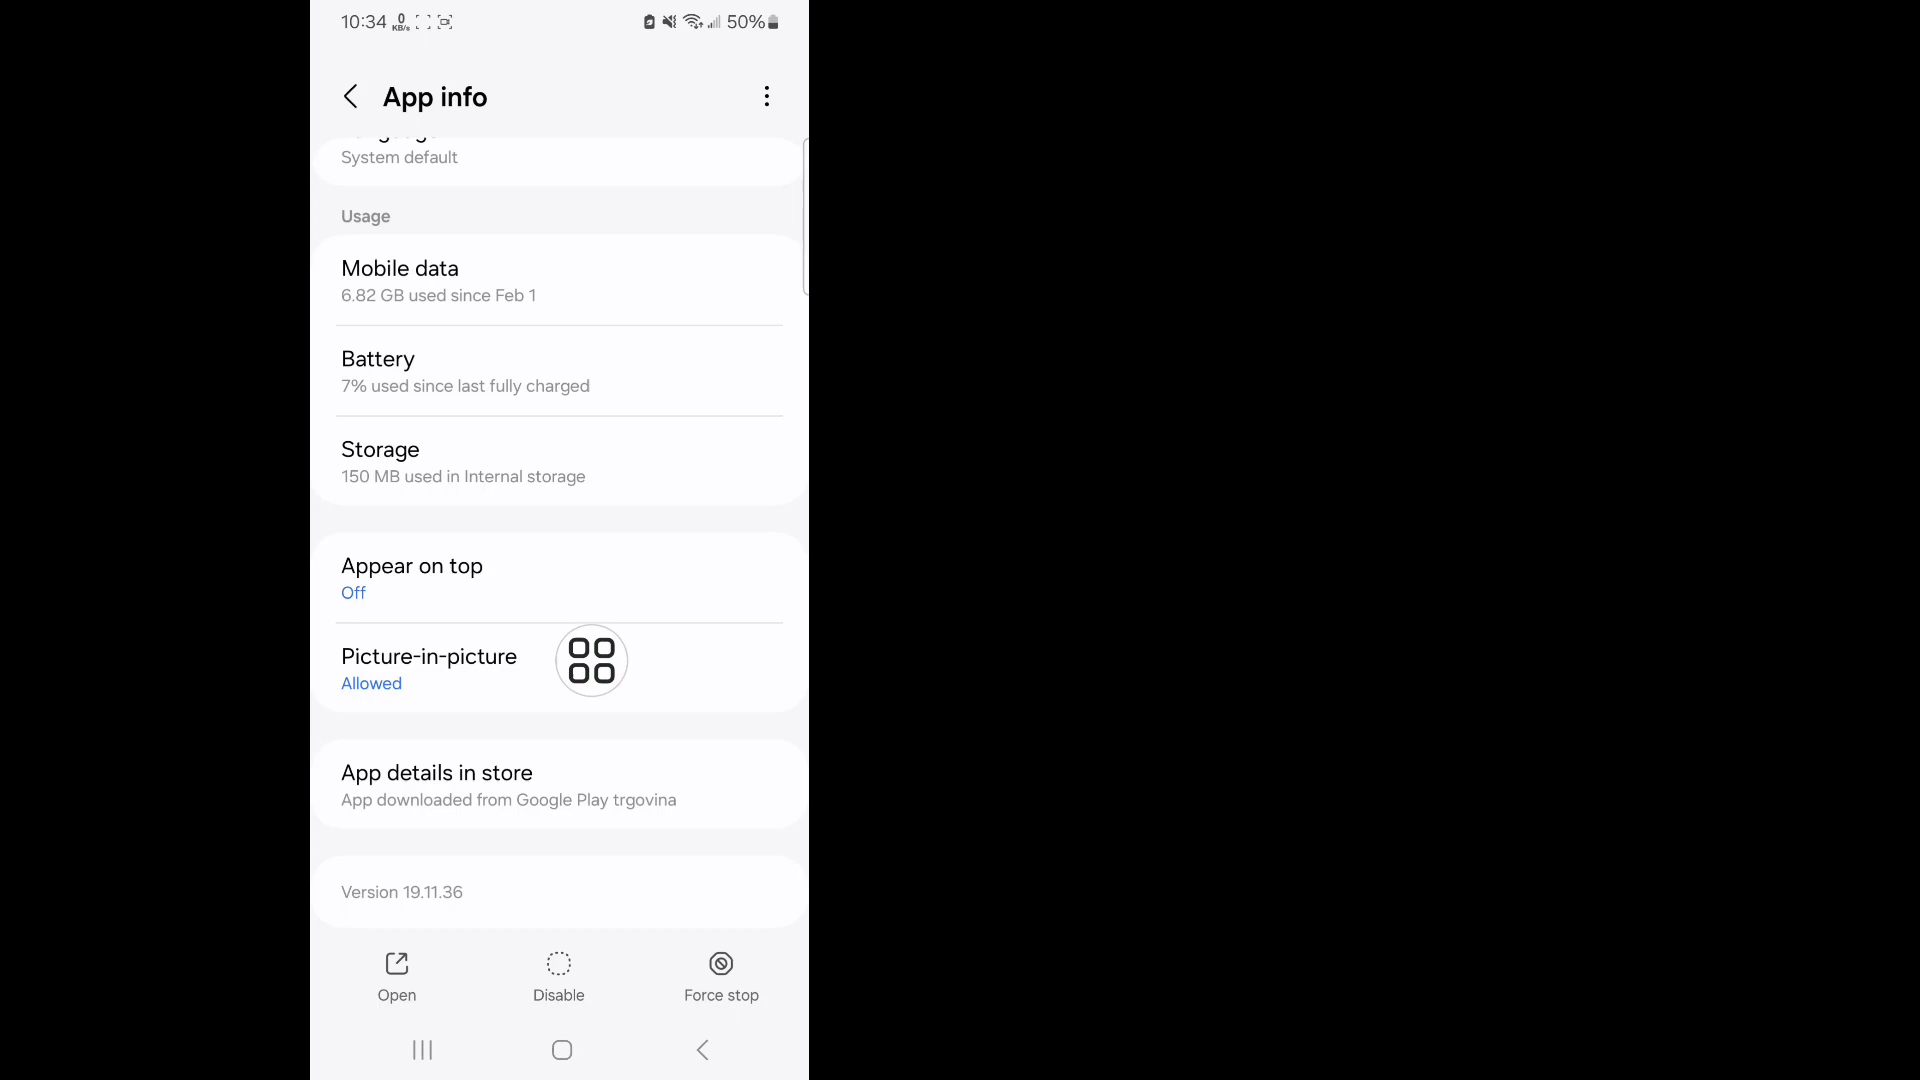 10:34 0 KB/s 50%
App info
System default
Usage
Mobile data
6.82 GB used since Feb 1
Battery
7% used since last fully charged
Storage
150 MB used in Internal storage
Appear on top
Off
Picture-in-picture
Allowed
App details in store
App downloaded from Google Play trgovina
Version 19.11.36
Open Disable Force stop